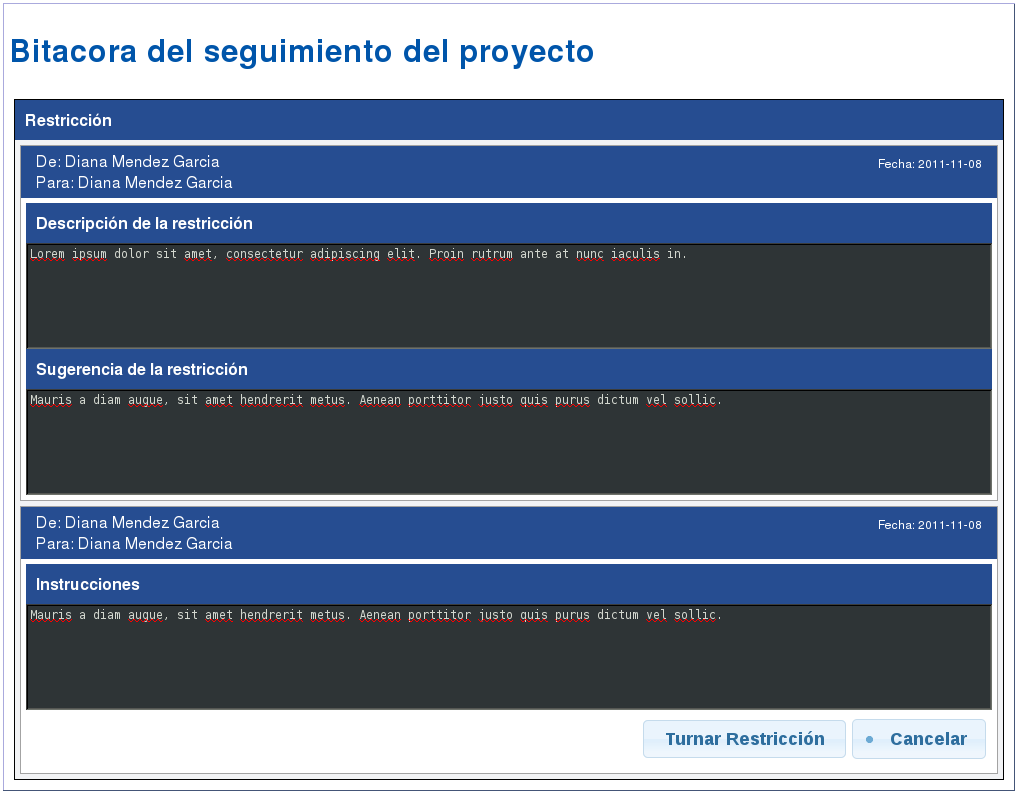 Bitacora del seguimiento del proyecto
Restricción
De: Diana Mendez Garcia
Fecha: 2011-11-08
Para: Diana Mendez Garcia
Descripción de la restricción
Lorem ipsum dolor sit amet, consectetur adipiscing elit. Proin rutrum ante at nunc iaculis in.
Sugerencia de la restricción
Mauris a diam augue, sit amet hendrerit metus. Aenean porttitor justo quis purus dictum vel sollic.
De: Diana Mendez Garcia
Fecha: 2011-11-08
Para: Diana Mendez Garcia
Instrucciones
Mauris a diam augue, sit amet hendrerit metus. Aenean porttitor justo quis purus dictum vel sollic.
Turnar Restricción
Cancelar